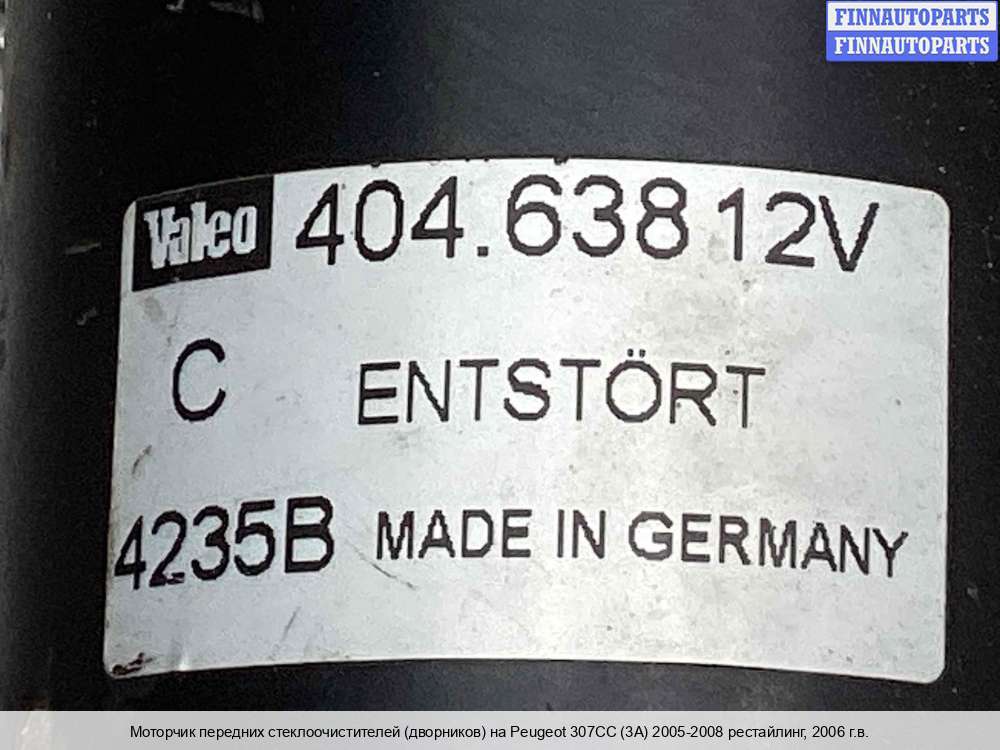 FINNAUTOPARTS
FINNAUTOPARTS
Valeo 404.638 12V
C ENTSTÖRT
4235B MADE IN GERMANY
Моторчик передних стеклоочистителей (дворников) на Peugeot 307CC (3A) 2005-2008 рестайлинг, 2006 г.в.